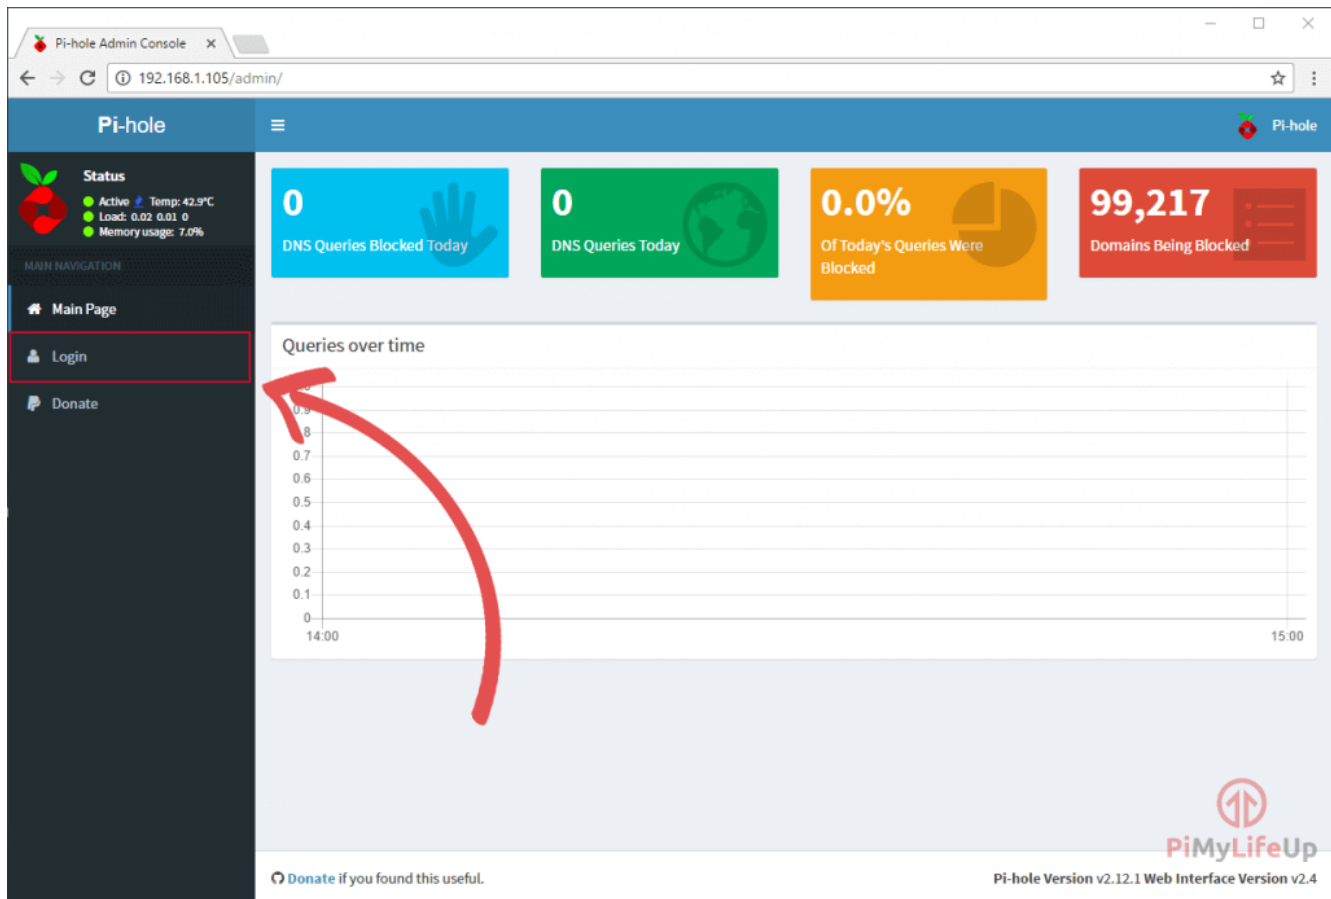 Pi-hole Admin Console
192.168.1.105/admin/
Pi-hole
Pi-hole
Status
Active Temp: 42.9°C
Load: 0.02 0.01 0
Memory usage: 7.0%
MAIN NAVIGATION
Main Page
Login
Donate
0
DNS Queries Blocked Today
0
DNS Queries Today
0.0%
Of Today's Queries Were
Blocked
99,217
Domains Being Blocked
Queries over time
0.9
8
0.7
0.6
0.5
0.4
0.3
0.2
0.1
0
14:00
15:00
PiMyLifeUp
Donate if you found this useful.
Pi-hole Version v2.12.1 Web Interface Version v2.4